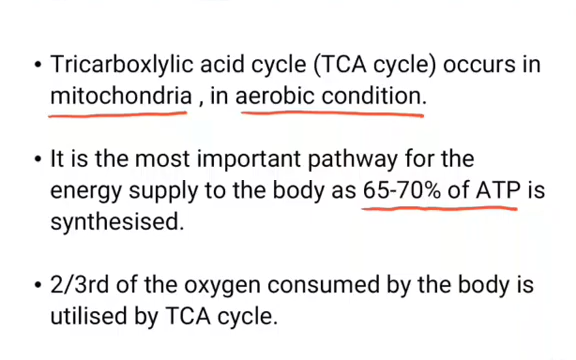 • Tricarboxlylic acid cycle (TCA cycle) occurs in
mitochondria , in aerobic condition.
• It is the most important pathway for the
energy supply to the body as 65-70% of ATP is
synthesised.
• 2/3rd of the oxygen consumed by the body is
utilised by TCA cycle.